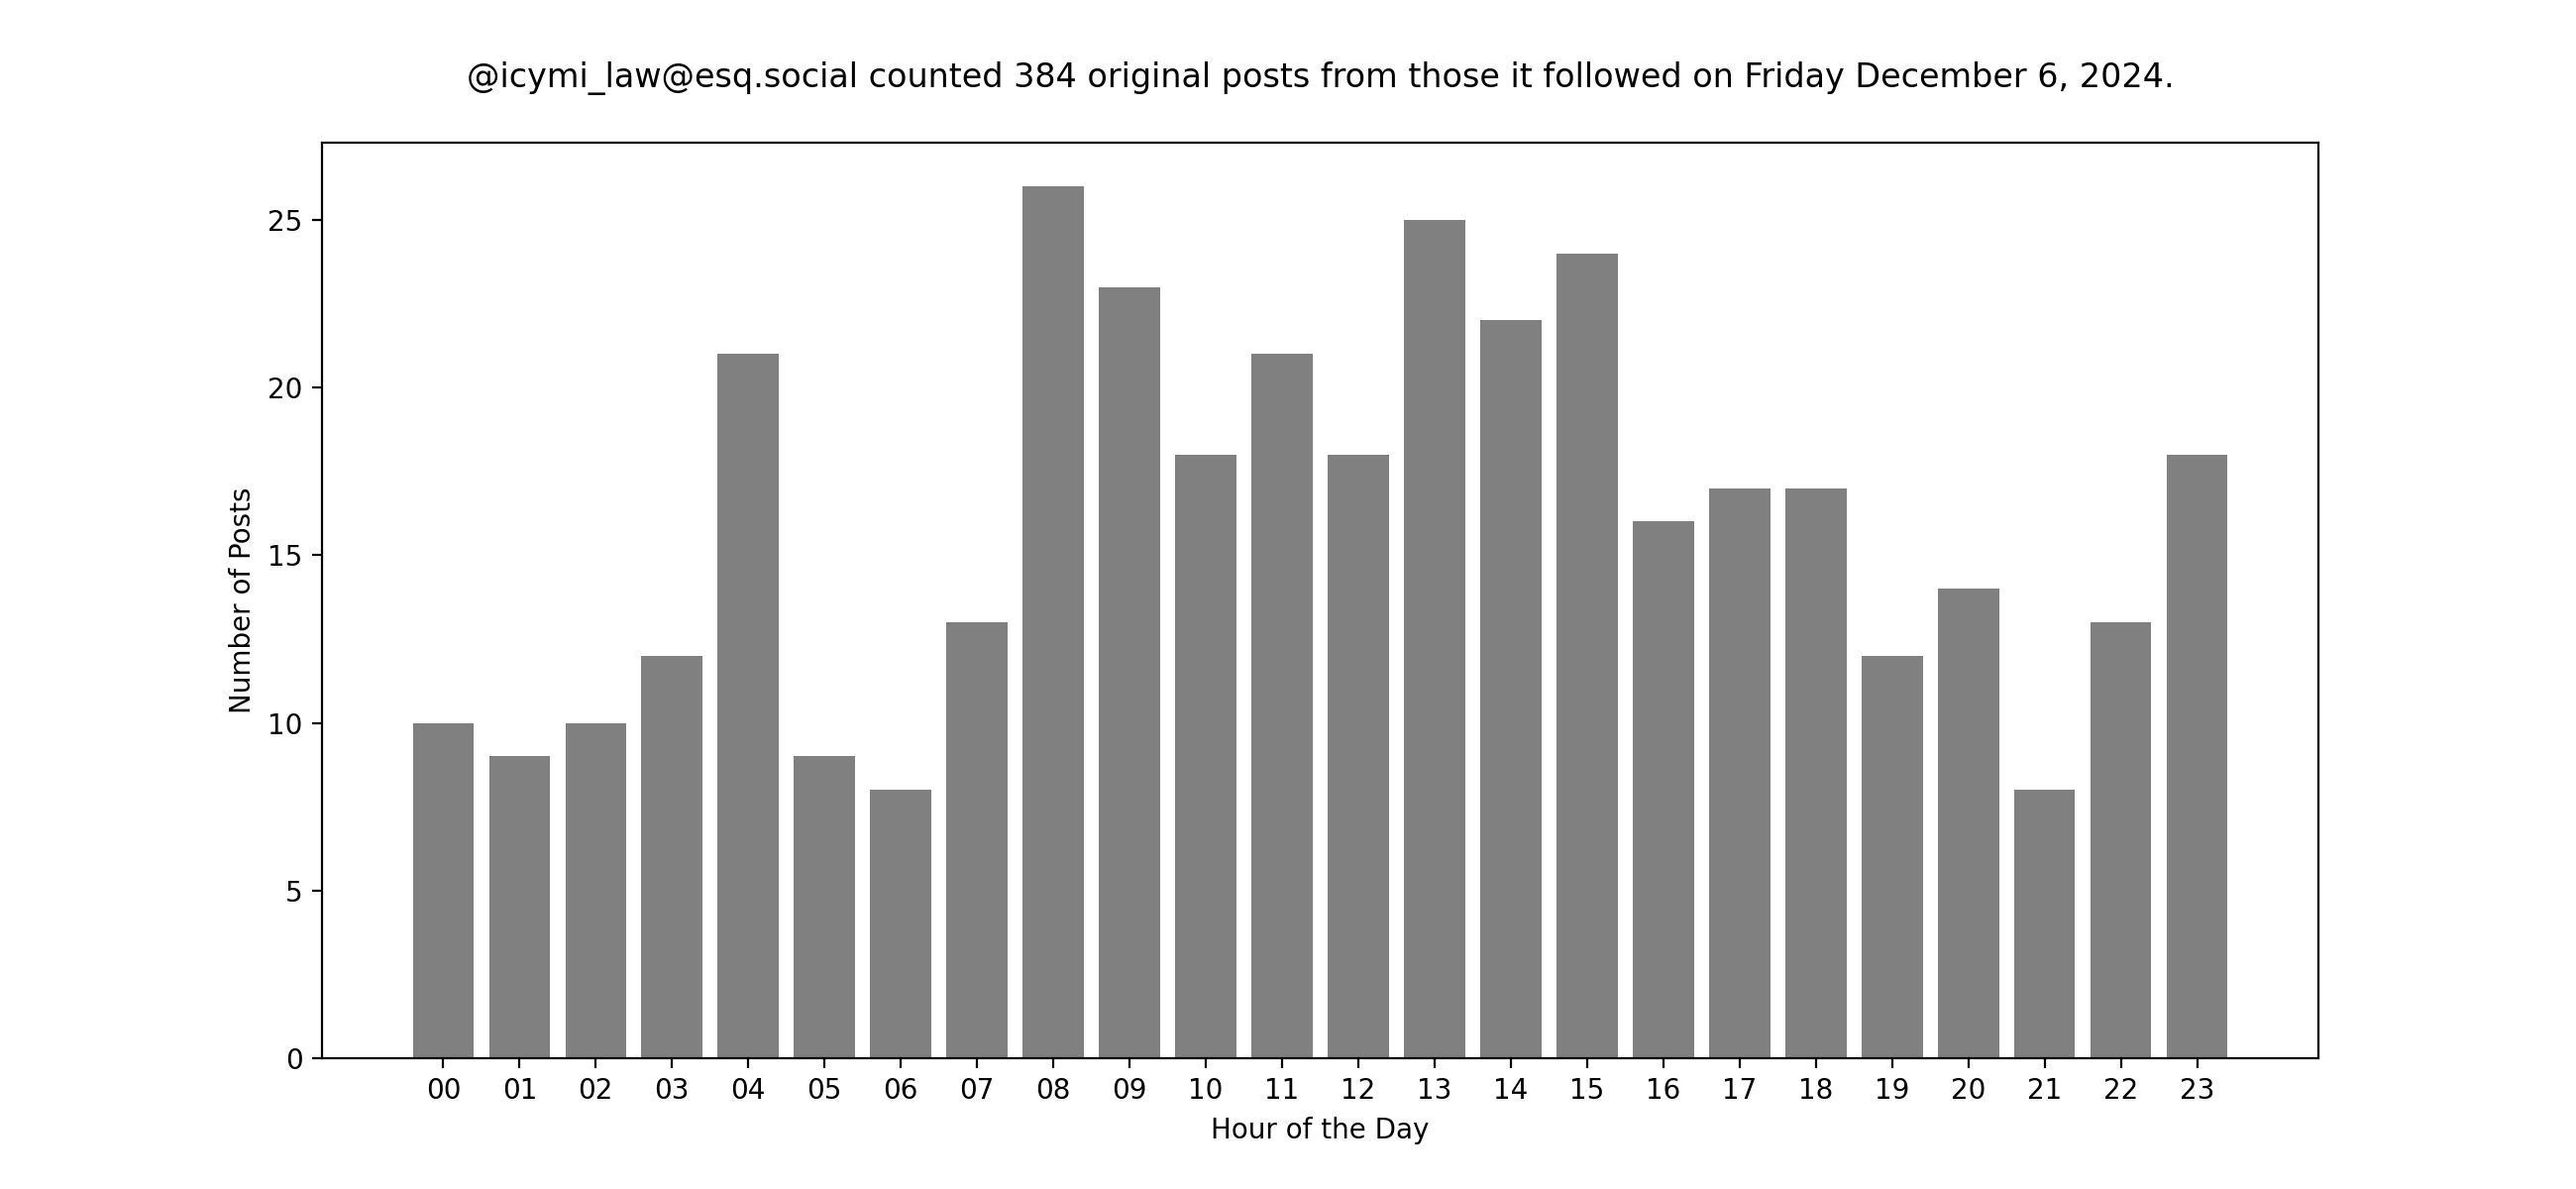 @icymi_law@esq.social counted 384 original posts from those it followed on Friday December 6, 2024.
25
20
15
10
5
0
Number of Posts
00 01 02 03 04 05 06 07 08 09 10 11 12 13 14 15 16 17 18 19 20 21 22 23
Hour of the Day